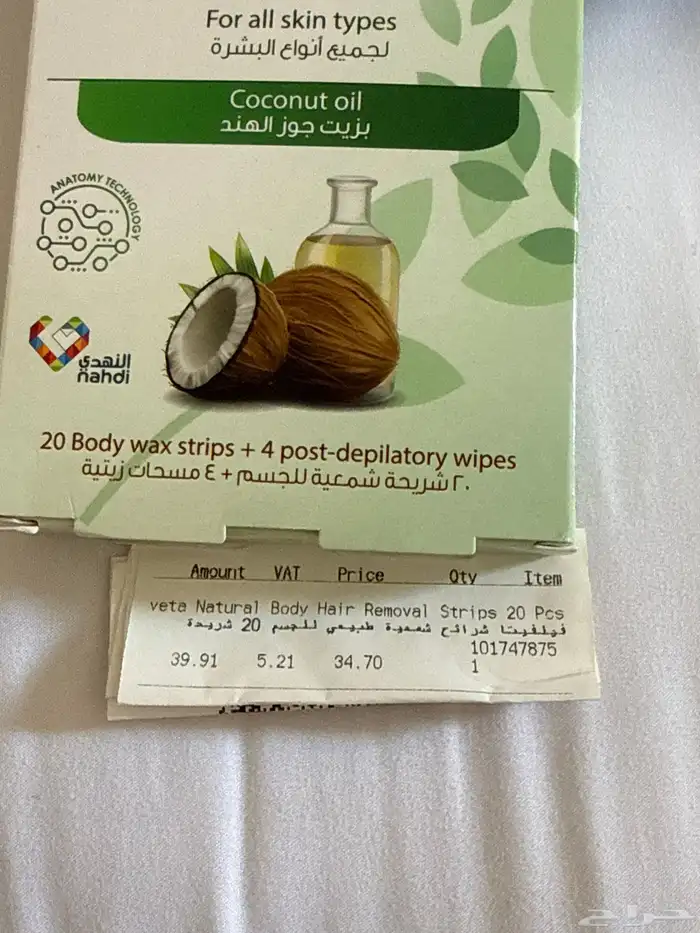 For all skin types
لجميع أنواع البشرة
Coconut oil
بزيت جوز الهند
ANATOMY TECHNOLOGY
النهدي
nahdi
20 Body wax strips + 4 post-depilatory wipes
٢٠ شريحة شمعية للجسم + ٤ مسحات زيتية
Amount VAT Price Qty Item
veta Natural Body Hair Removal Strips 20 Pcs
فيلفيتا شرائح شمعية طبيعي للجسم 20 شريحة
101747875
39.91 5.21 34.70 1
حراج